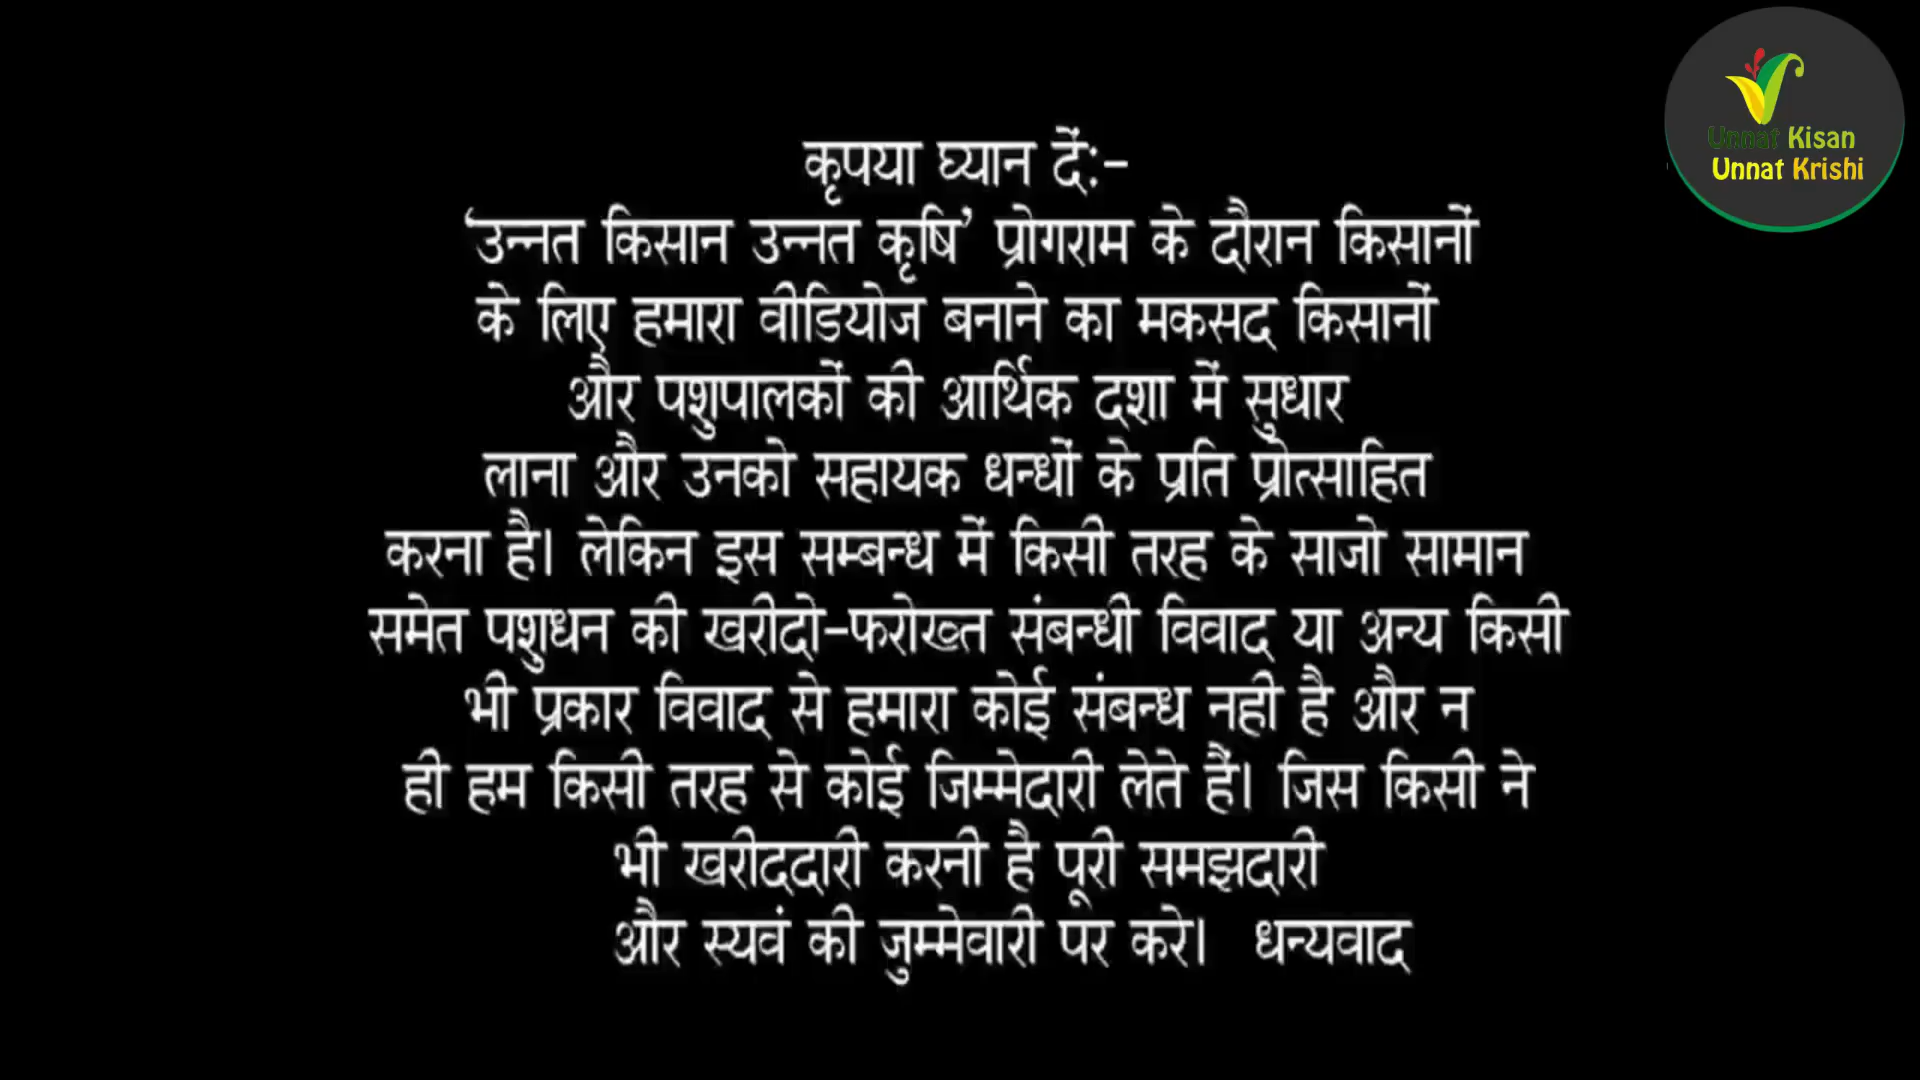 Unnat Kisan
Unnat Krishi
कृपया घ्यान दें:-
‘उन्नत किसान उन्नत कृषि’ प्रोगराम के दौरान किसानों
के लिए हमारा वीडियोज बनाने का मकसद किसानों
और पशुपालकों की आर्थिक दशा में सुधार
लाना और उनको सहायक धन्धों के प्रति प्रोत्साहित
करना है। लेकिन इस सम्बन्ध में किसी तरह के साजो सामान
समेत पशुधन की खरीदो-फरोख्त संबन्धी विवाद या अन्य किसी
भी प्रकार विवाद से हमारा कोई संबन्ध नही है और न
ही हम किसी तरह से कोई जिम्मेदारी लेते हैं। जिस किसी ने
भी खरीददारी करनी है पूरी समझदारी
और स्यवं की जुम्मेवारी पर करे। धन्यवाद